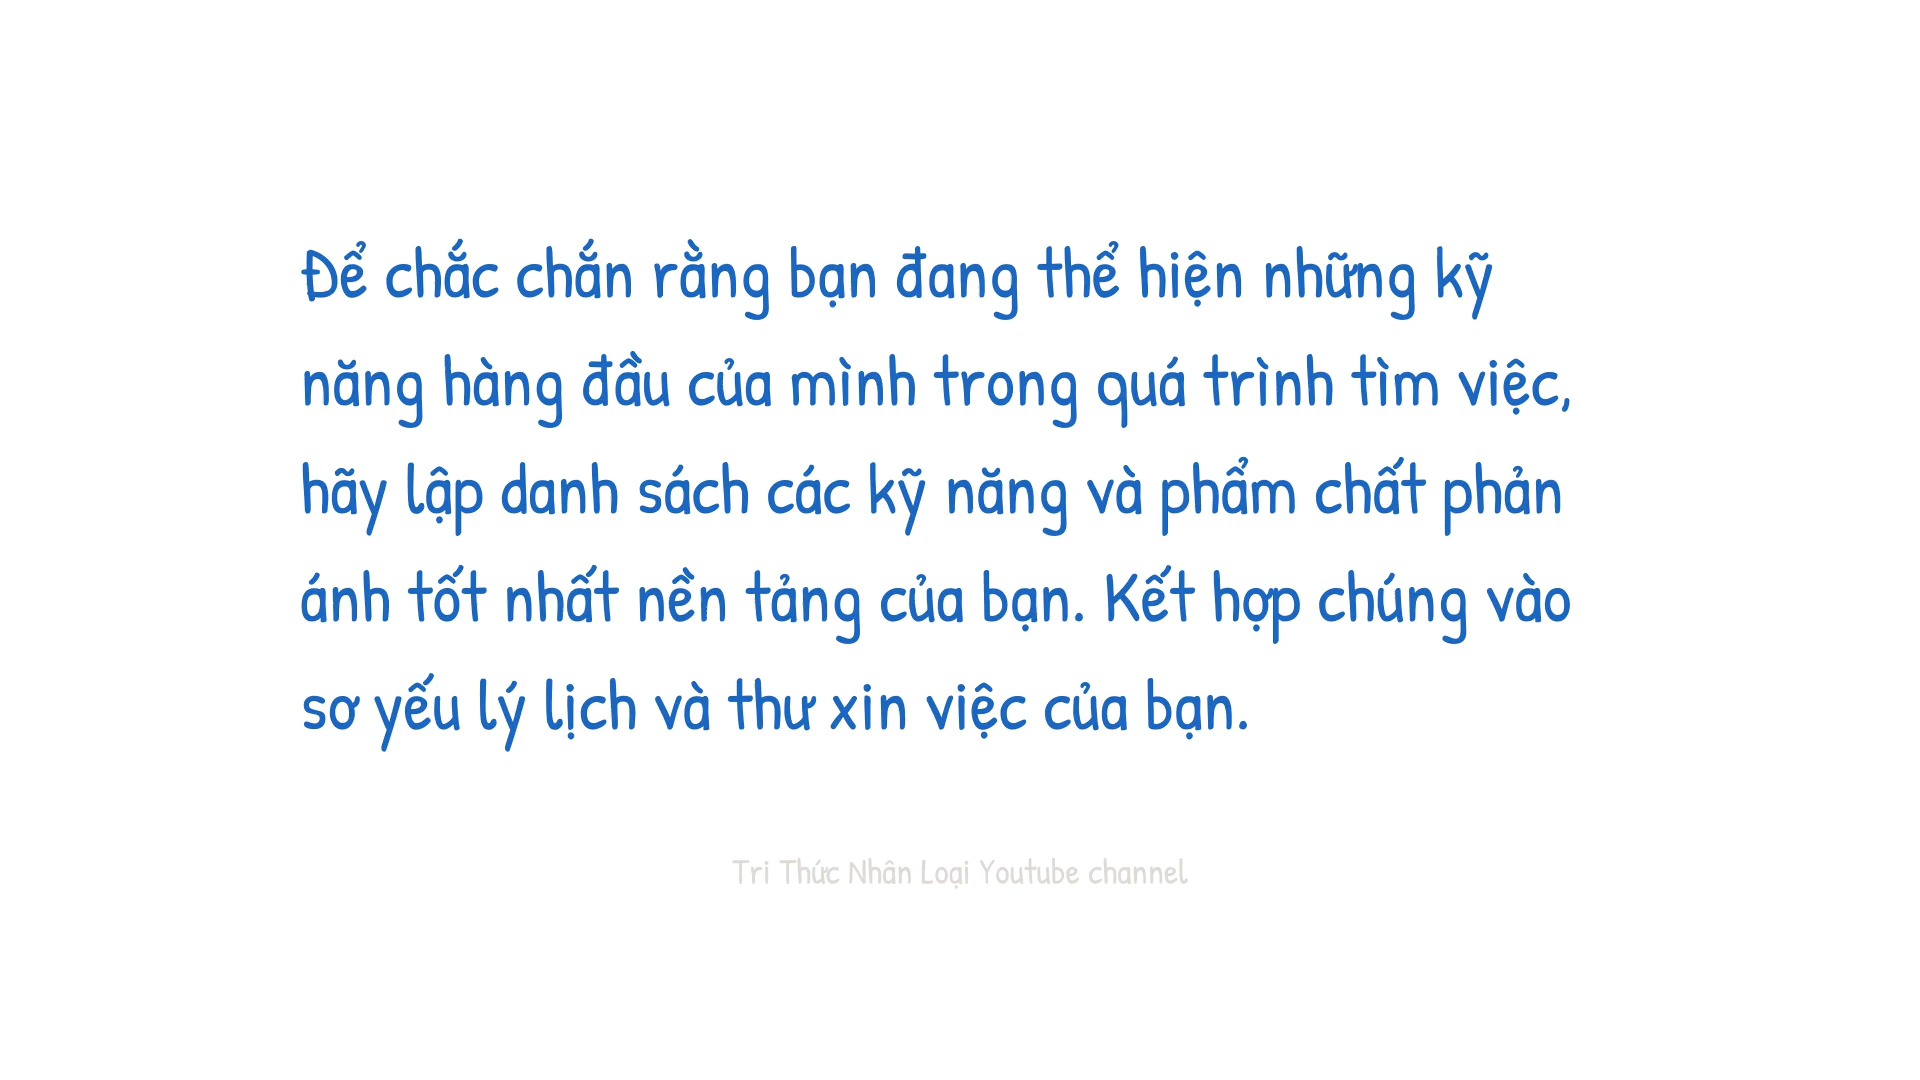 Để chắc chắn rằng bạn đang thể hiện những kỹ
năng hàng đầu của mình trong quá trình tìm việc,
hãy lập danh sách các kỹ năng và phẩm chất phản
ánh tốt nhất nền tảng của bạn. Kết hợp chúng vào
sơ yếu lý lịch và thư xin việc của bạn.
Tri Thức Nhân Loại Youtube channel